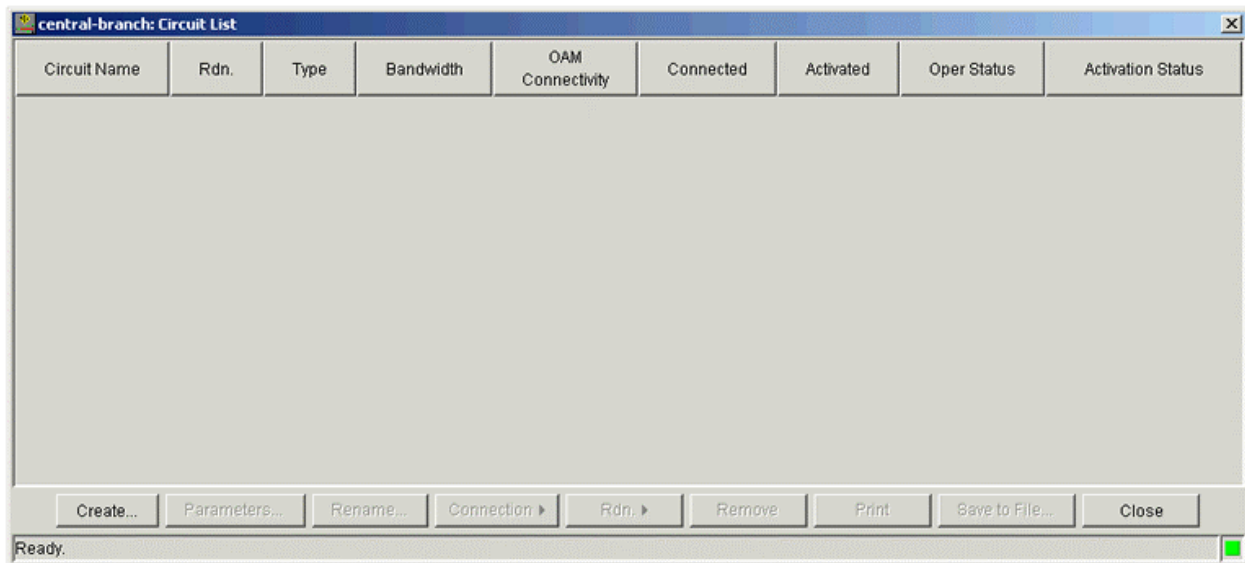 central-branch: Circuit List
Circuit Name Rdn. Type Bandwidth OAM Connectivity Connected Activated Oper Status Activation Status
Create... Parameters... Rename... Connection Rdn. Remove Print Save to File... Close
Ready.